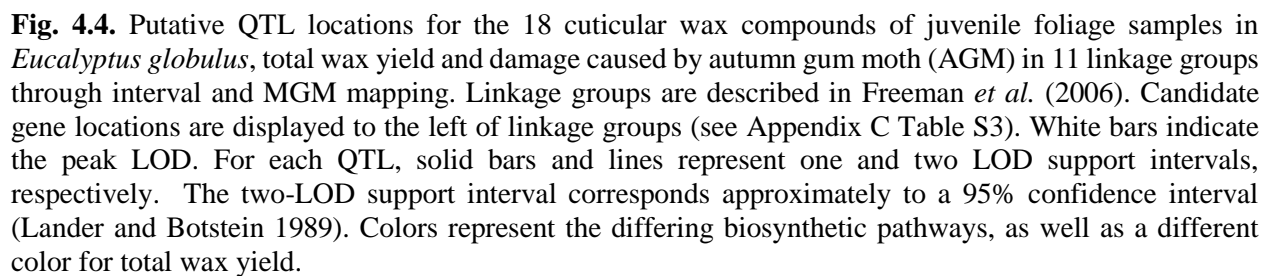 Fig. 4.4. Putative QTL locations for the 18 cuticular wax compounds of juvenile foliage samples in
Eucalyptus globulus, total wax yield and damage caused by autumn gum moth (AGM) in 11 linkage groups
through interval and MGM mapping. Linkage groups are described in Freeman et al. (2006). Candidate
gene locations are displayed to the left of linkage groups (see Appendix C Table S3). White bars indicate
the peak LOD. For each QTL, solid bars and lines represent one and two LOD support intervals,
respectively. The two-LOD support interval corresponds approximately to a 95% confidence interval
(Lander and Botstein 1989). Colors represent the differing biosynthetic pathways, as well as a different
color for total wax yield.